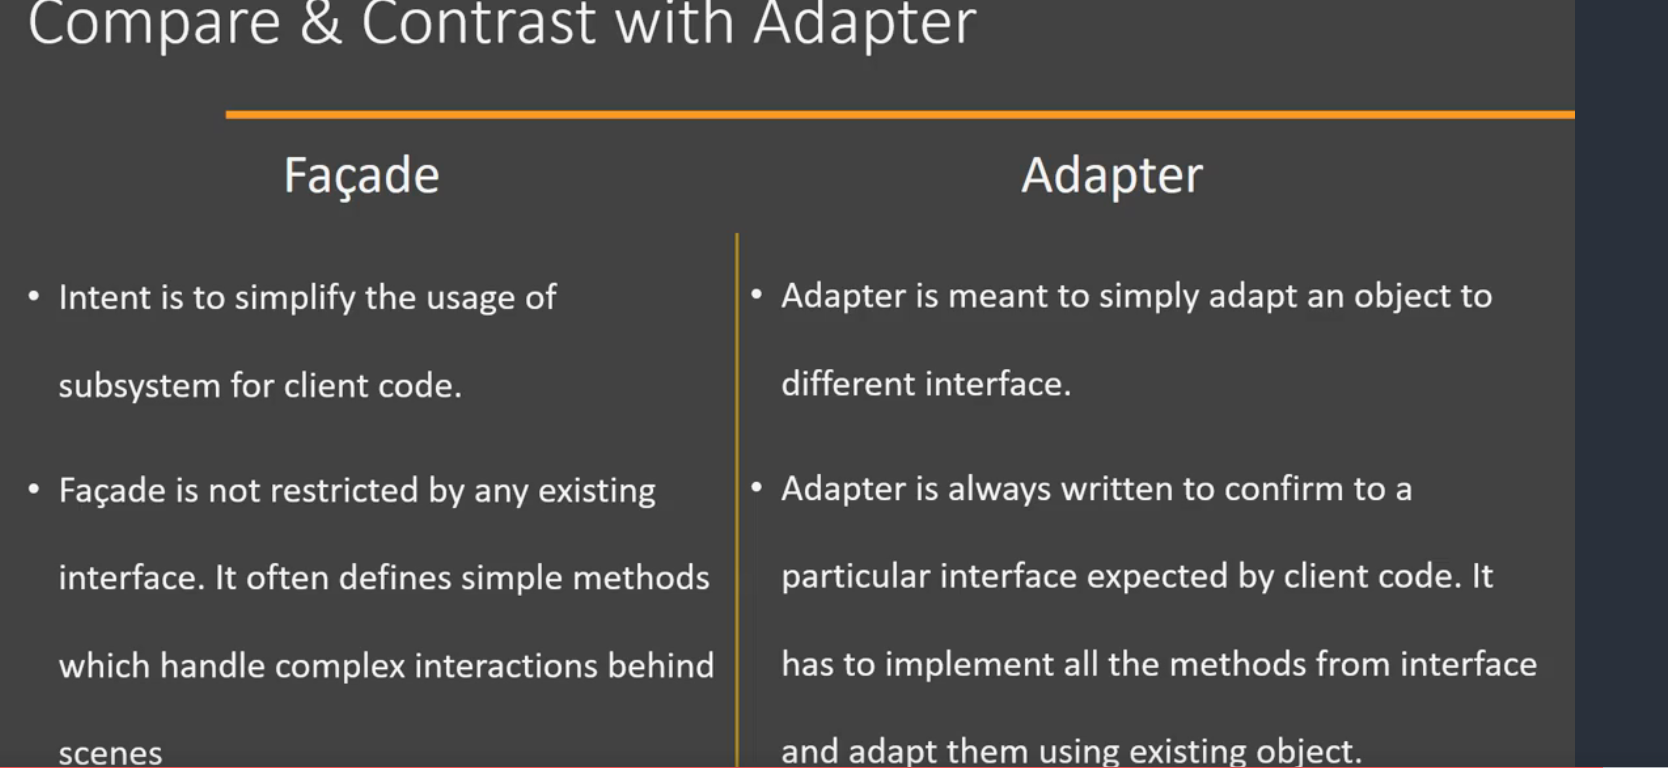 Compare & Contrast with Adapter
Façade
Intent is to simplify the usage of
subsystem for client code.
Façade is not restricted by any existing
interface. It often defines simple methods
which handle complex interactions behind
scenes
Adapter
Adapter is meant to simply adapt an object to
different interface.
Adapter is always written to confirm to a
particular interface expected by client code. It
has to implement all the methods from interface
and adapt them using existing object.